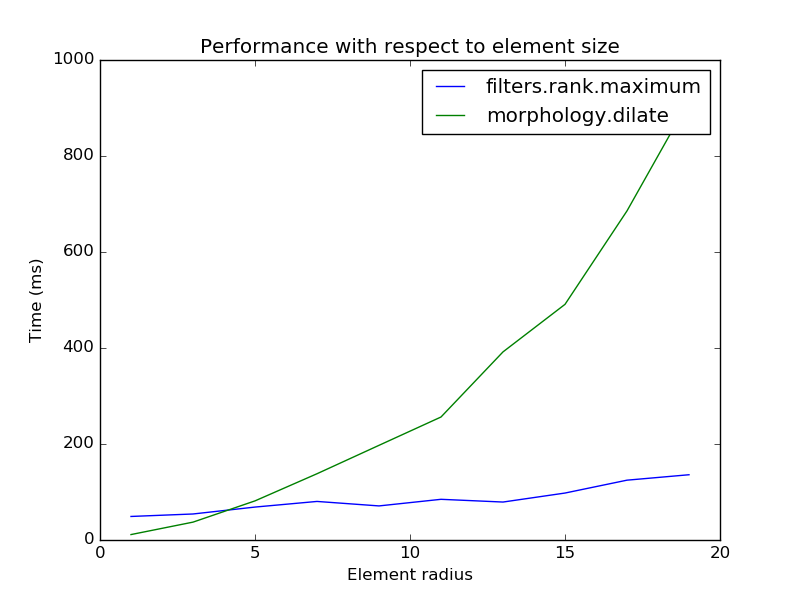 Performance with respect to element size
1000
800
600
400
200
0
Time (ms)
filters.rank.maximum
morphology.dilate
0 5 10 15 20
Element radius